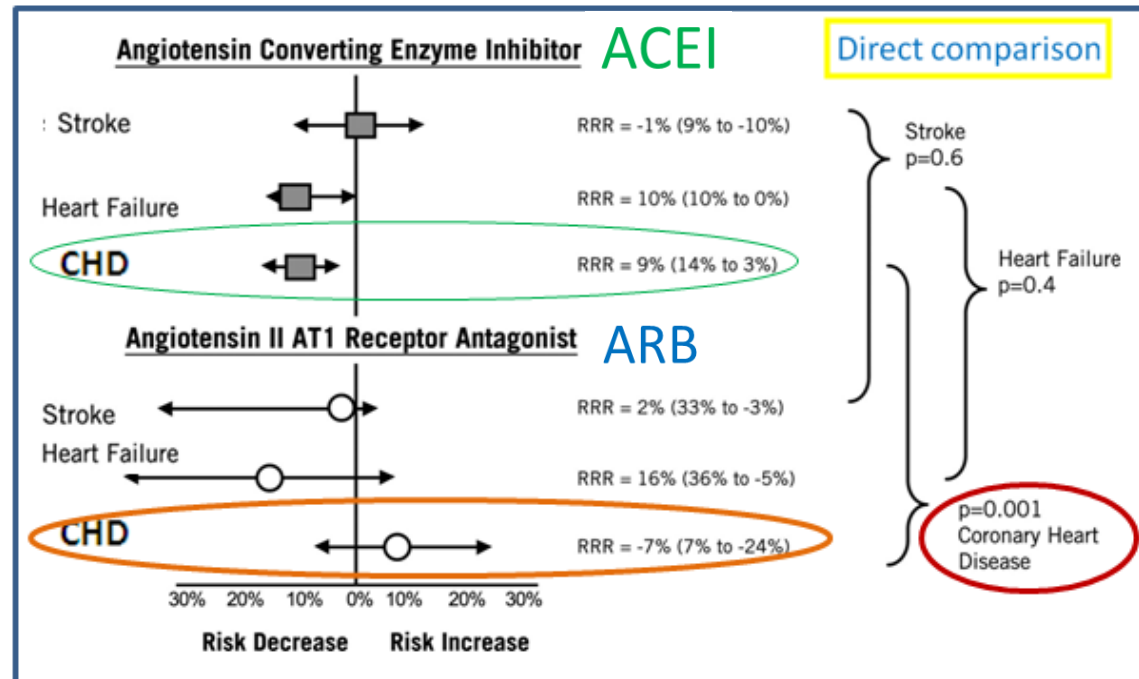 Angiotensin Converting Enzyme Inhibitor ACEI
Direct comparison
: Stroke
RRR = -1% (9% to -10%)
Heart Failure
RRR = 10% (10% to 0%)
CHD
RRR = 9% (14% to 3%)
Stroke
p=0.6
Heart Failure
p=0.4
Angiotensin II AT1 Receptor Antagonist ARB
Stroke
RRR = 2% (33% to -3%)
Heart Failure
RRR = 16% (36% to -5%)
CHD
RRR = -7% (7% to -24%)
p=0.001
Coronary Heart
Disease
30% 20% 10% 0% 10% 20% 30%
Risk Decrease Risk Increase